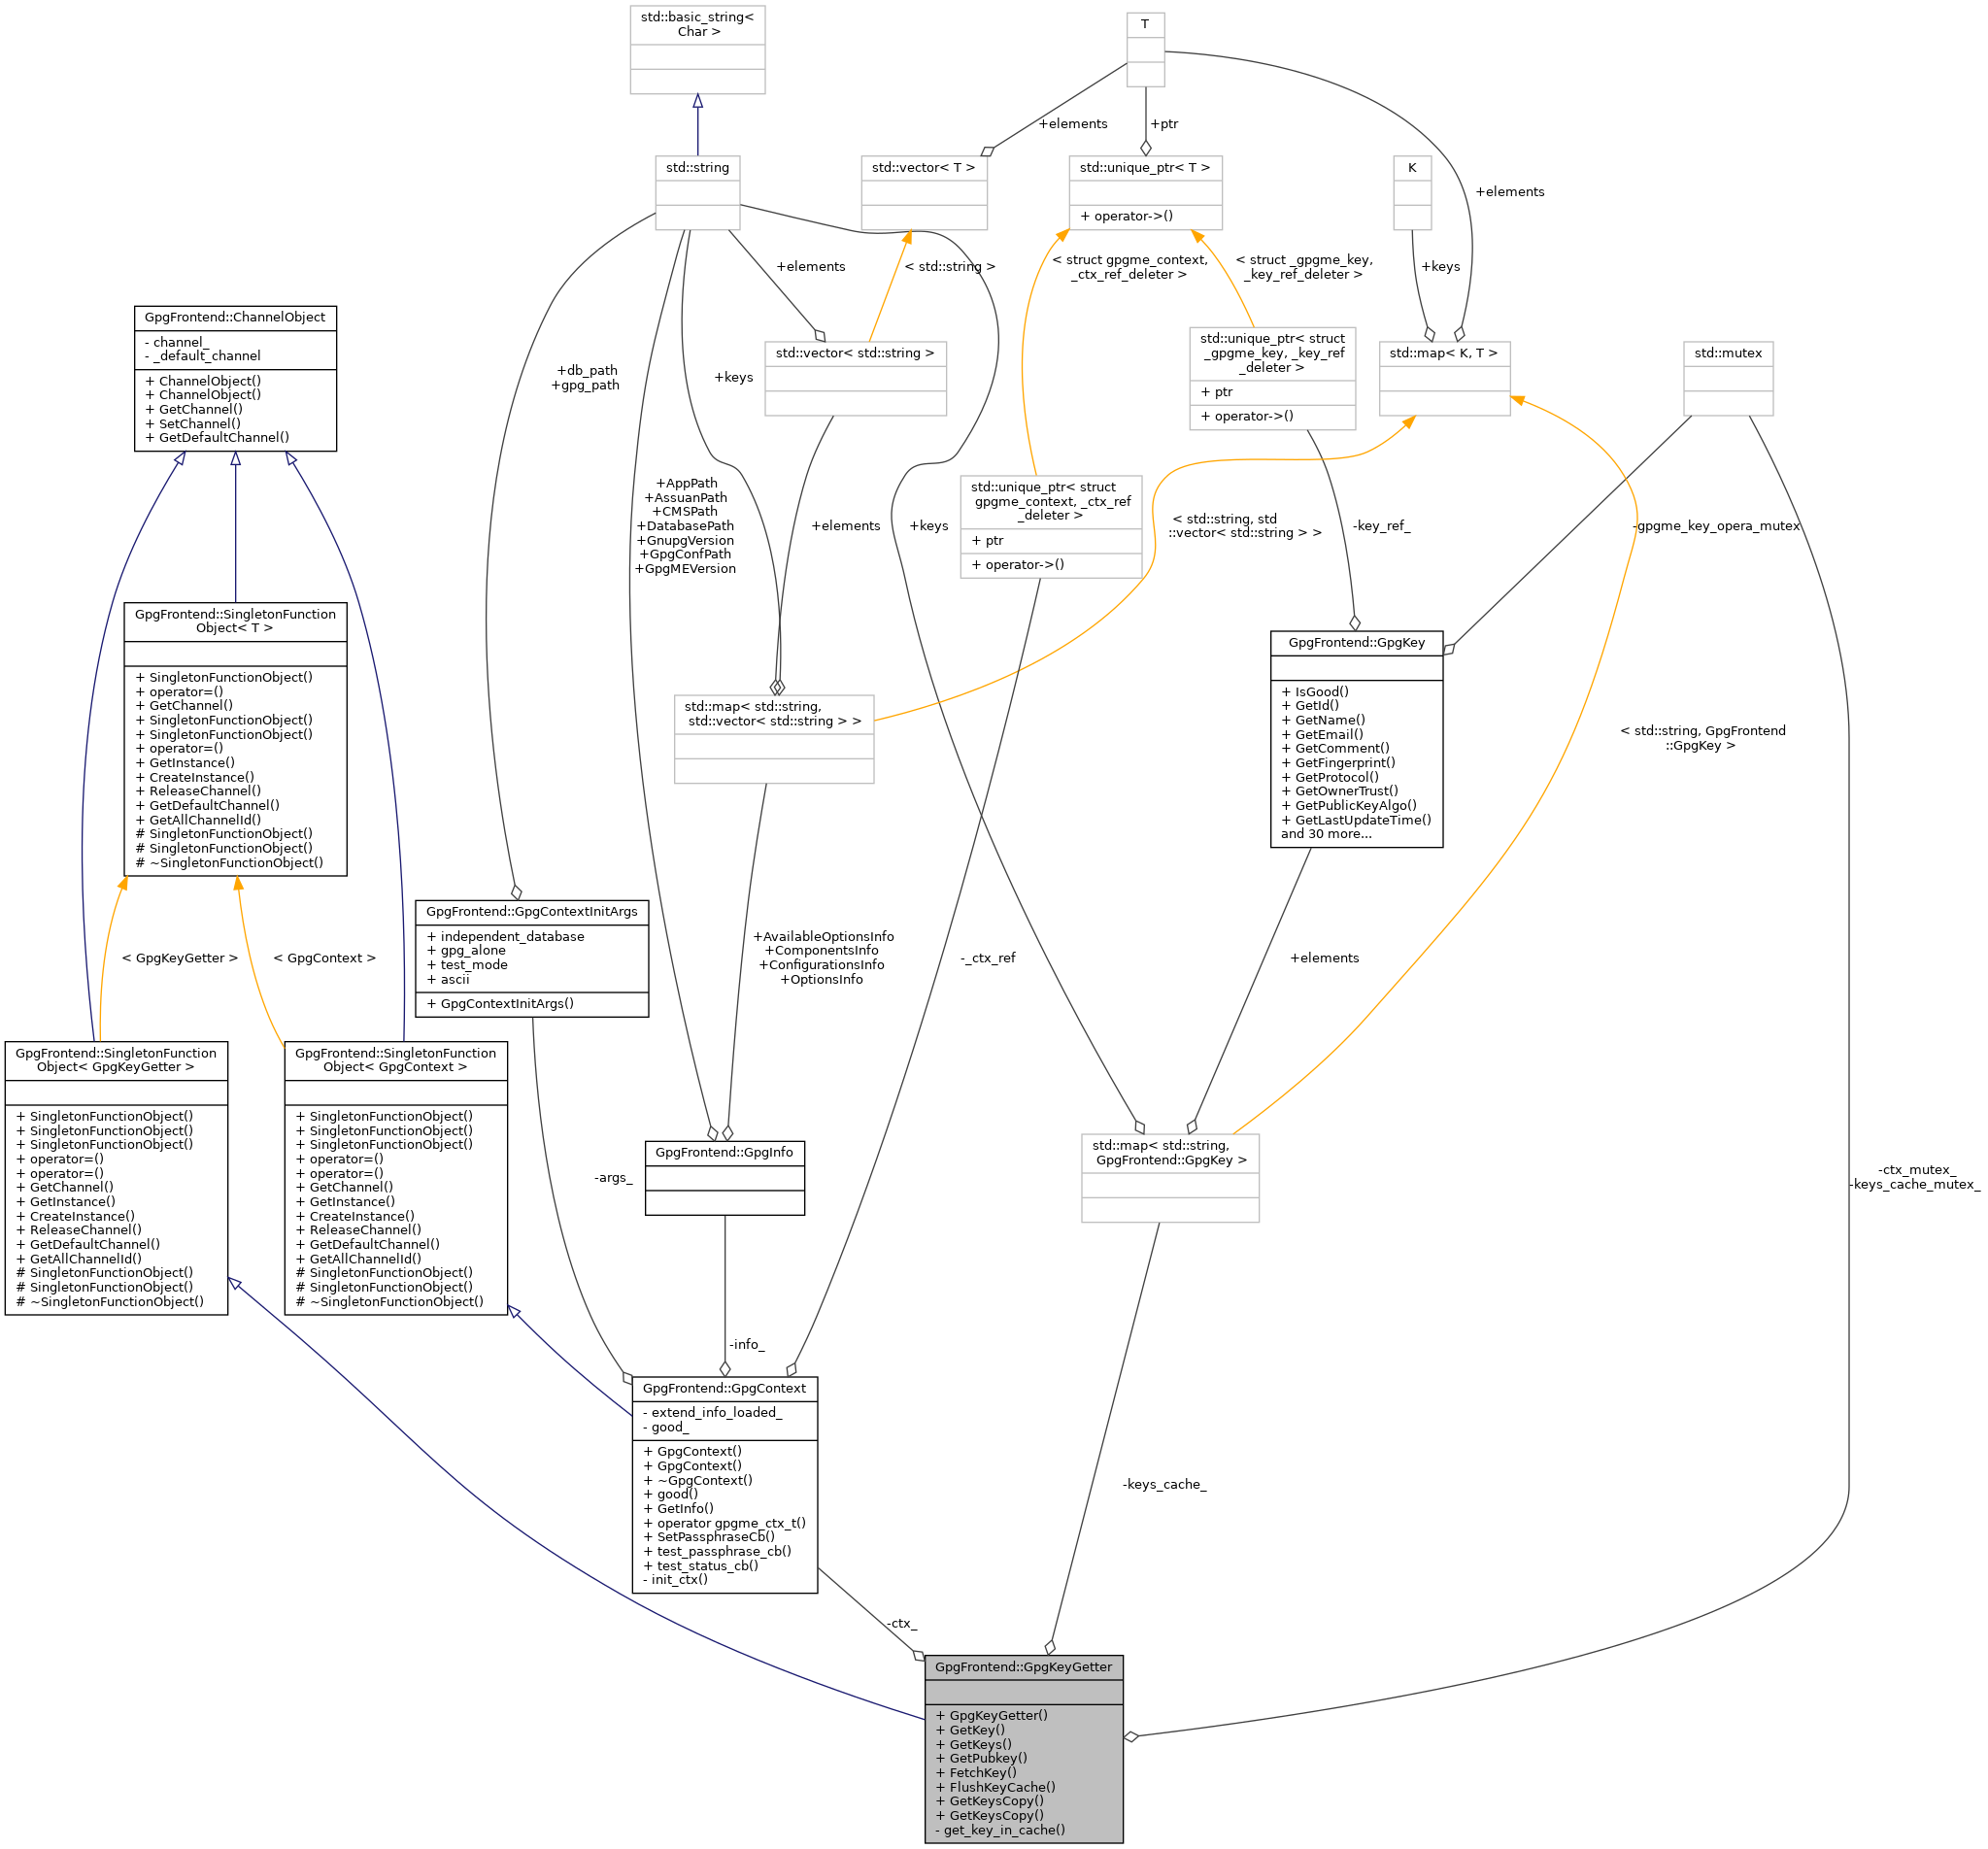 std::basic_string<
Char >
T
+elements
+ptr
std::string
std::vector< T >
std::unique_ptr< T >
+ operator->()
K
+elements
+elements
< std::string >
< struct gpgme_context,
_ctx_ref_deleter >
< struct _gpgme_key,
_key_ref_deleter >
+keys
GpgFrontend::ChannelObject
- channel_
- _default_channel
+ ChannelObject()
+ ChannelObject()
+ GetChannel()
+ SetChannel()
+ GetDefaultChannel()
+db_path
+gpg_path
+keys
std::vector< std::string >
std::unique_ptr< struct
_gpgme_key, _key_ref
_deleter >
+ ptr
+ operator->()
std::map< K, T >
std::mutex
+AppPath
+AssuanPath
+CMSPath
+DatabasePath
+GnupgVersion
+GpgConfPath
+GpgMEVersion
+elements
+keys
std::unique_ptr< struct
gpgme_context, _ctx_ref
_deleter >
+ ptr
+ operator->()
< std::string, std
::vector< std::string > >
-key_ref_
-gpgme_key_opera_mutex
GpgFrontend::SingletonFunction
Object< T >
+ SingletonFunctionObject()
+ operator=()
+ GetChannel()
+ SingletonFunctionObject()
+ SingletonFunctionObject()
+ operator=()
+ GetInstance()
+ CreateInstance()
+ ReleaseChannel()
+ GetDefaultChannel()
+ GetAllChannelId()
# SingletonFunctionObject()
# SingletonFunctionObject()
# ~SingletonFunctionObject()
std::map< std::string,
std::vector< std::string > >
GpgFrontend::GpgKey
+ IsGood()
+ GetId()
+ GetName()
+ GetEmail()
+ GetComment()
+ GetFingerprint()
+ GetProtocol()
+ GetOwnerTrust()
+ GetPublicKeyAlgo()
+ GetLastUpdateTime()
and 30 more...
< std::string, GpgFrontend
::GpgKey >
< GpgKeyGetter >
< GpgContext >
GpgFrontend::GpgContextInitArgs
+ independent_database
+ gpg_alone
+ test_mode
+ ascii
+ GpgContextInitArgs()
+AvailableOptionsInfo
+ComponentsInfo
+ConfigurationsInfo
+OptionsInfo
-_ctx_ref
+elements
GpgFrontend::SingletonFunction
Object< GpgKeyGetter >
+ SingletonFunctionObject()
+ SingletonFunctionObject()
+ SingletonFunctionObject()
+ operator=()
+ operator=()
+ GetChannel()
+ GetInstance()
+ CreateInstance()
+ ReleaseChannel()
+ GetDefaultChannel()
+ GetAllChannelId()
# SingletonFunctionObject()
# SingletonFunctionObject()
# ~SingletonFunctionObject()
GpgFrontend::SingletonFunction
Object< GpgContext >
+ SingletonFunctionObject()
+ SingletonFunctionObject()
+ SingletonFunctionObject()
+ operator=()
+ operator=()
+ GetChannel()
+ GetInstance()
+ CreateInstance()
+ ReleaseChannel()
+ GetDefaultChannel()
+ GetAllChannelId()
# SingletonFunctionObject()
# SingletonFunctionObject()
# ~SingletonFunctionObject()
-args_
GpgFrontend::GpgInfo
std::map< std::string,
GpgFrontend::GpgKey >
-ctx_mutex_
-keys_cache_mutex_
-info_
GpgFrontend::GpgContext
- extend_info_loaded_
- good_
+ GpgContext()
+ GpgContext()
+ ~GpgContext()
+ good()
+ GetInfo()
+ operator gpgme_ctx_t()
+ SetPassphraseCb()
+ test_passphrase_cb()
+ test_status_cb()
- init_ctx()
-keys_cache_
-ctx_
GpgFrontend::GpgKeyGetter
+ GpgKeyGetter()
+ GetKey()
+ GetKeys()
+ GetPubkey()
+ FetchKey()
+ FlushKeyCache()
+ GetKeysCopy()
+ GetKeysCopy()
- get_key_in_cache()